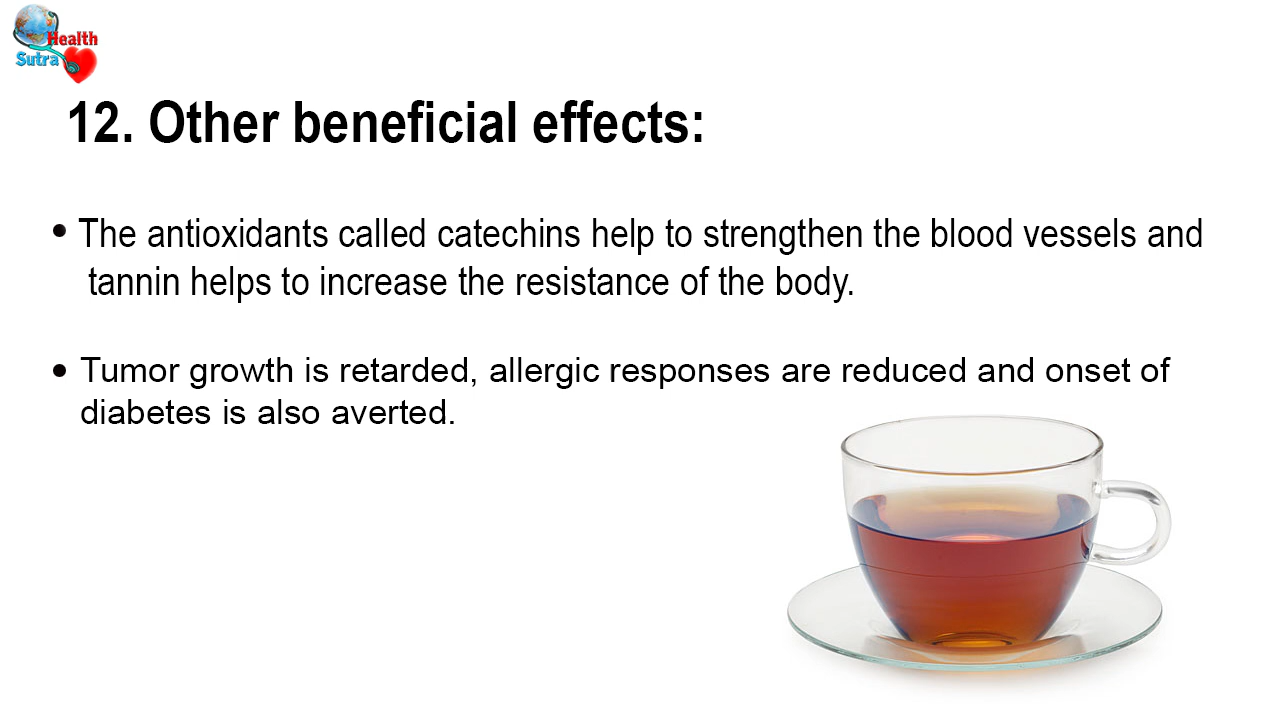 Health
Sutra
12. Other beneficial effects:
• The antioxidants called catechins help to strengthen the blood vessels and
tannin helps to increase the resistance of the body.
• Tumor growth is retarded, allergic responses are reduced and onset of
diabetes is also averted.